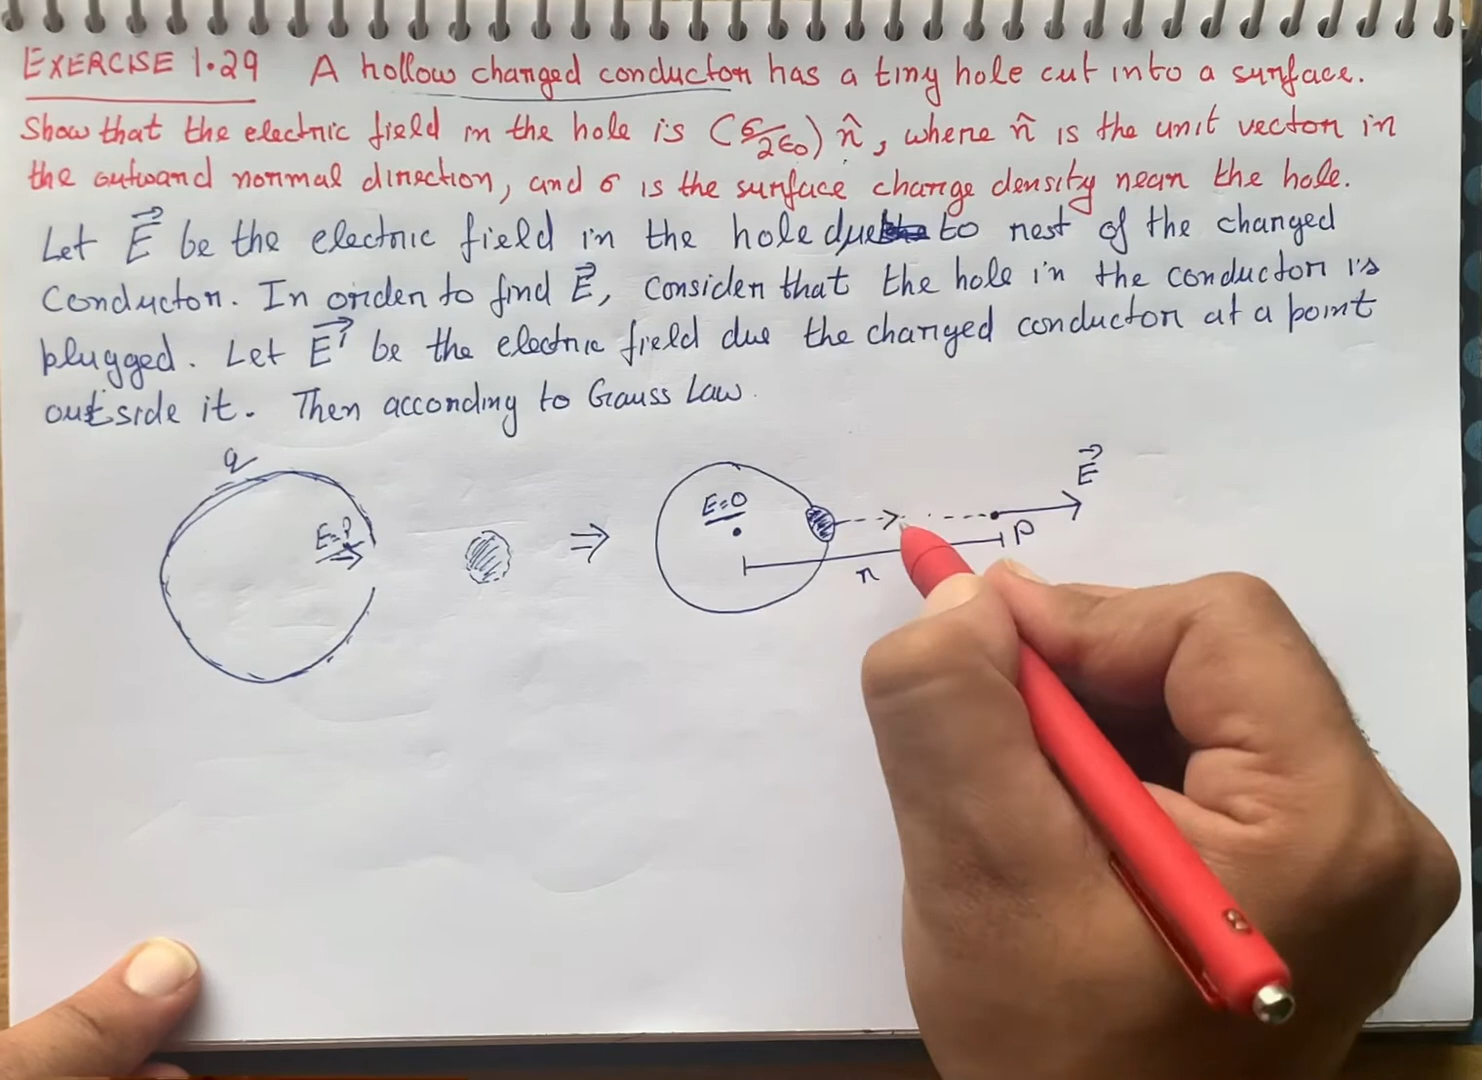 EXERCISE 1.29 A hollow charged conductor has a tiny hole cut into a surface.
Show that the electric field in the hole is (σ/2ϵ₀) n̂, where n̂ is the unit vector in
the outward normal direction, and σ is the surface charge density near the hole.
Let E⃗ be the electric field in the hole due to rest of the charged
Conductor. In order to find E⃗, consider that the hole in the conductor is
plugged. Let E⃗' be the electric field due the charged conductor at a point
outside it. Then according to Gauss Law.
q
E=?
⇒
E=0
E⃗
P
r